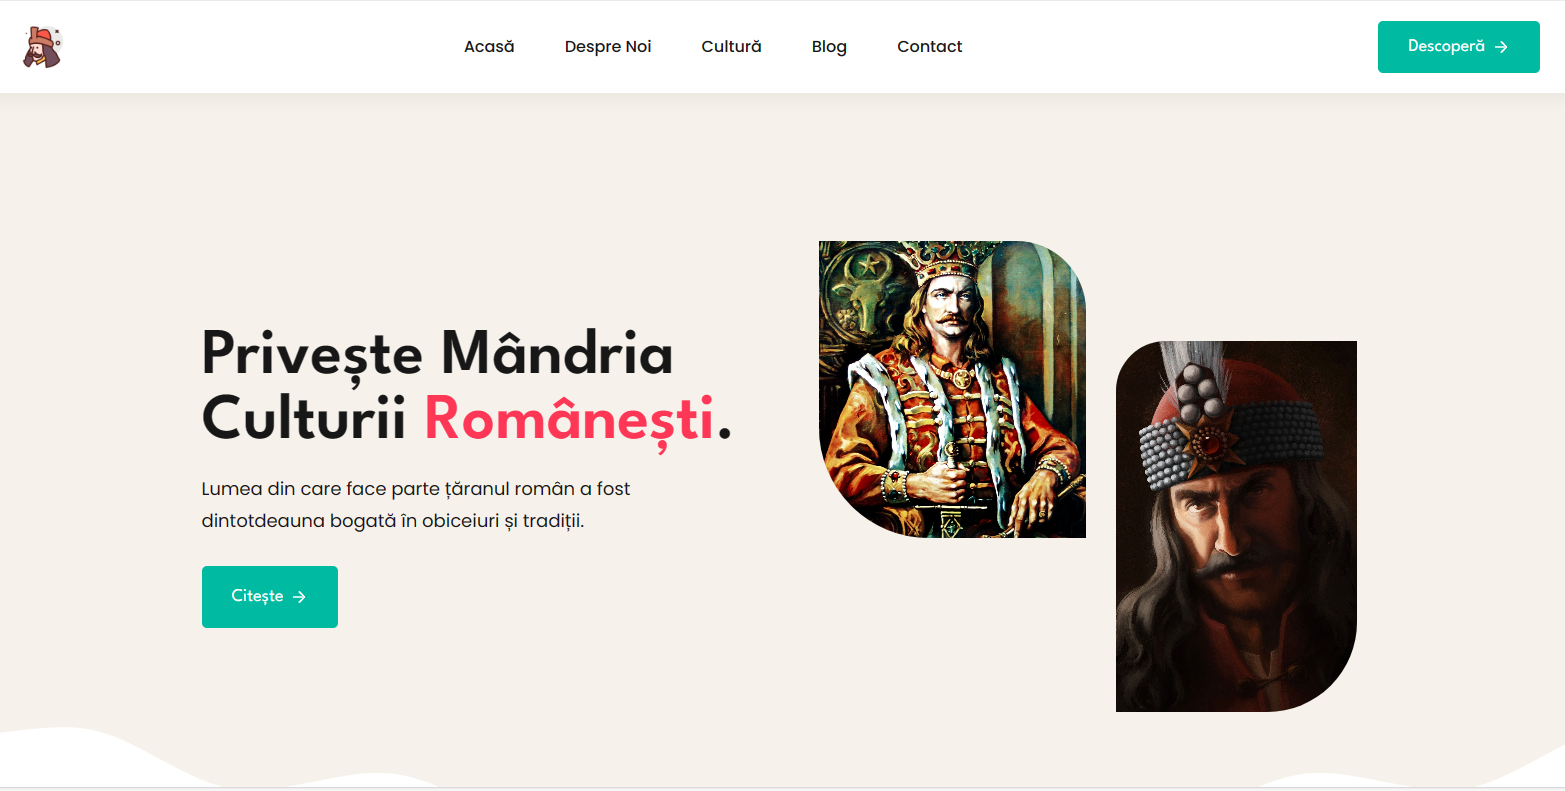 Acasă
Despre Noi
Cultură
Blog
Contact
Descoperă
Privește Mândria
Culturii Românești.
Lumea din care face parte țăranul român a fost
dintotdeauna bogată în obiceiuri și tradiții.
Citește